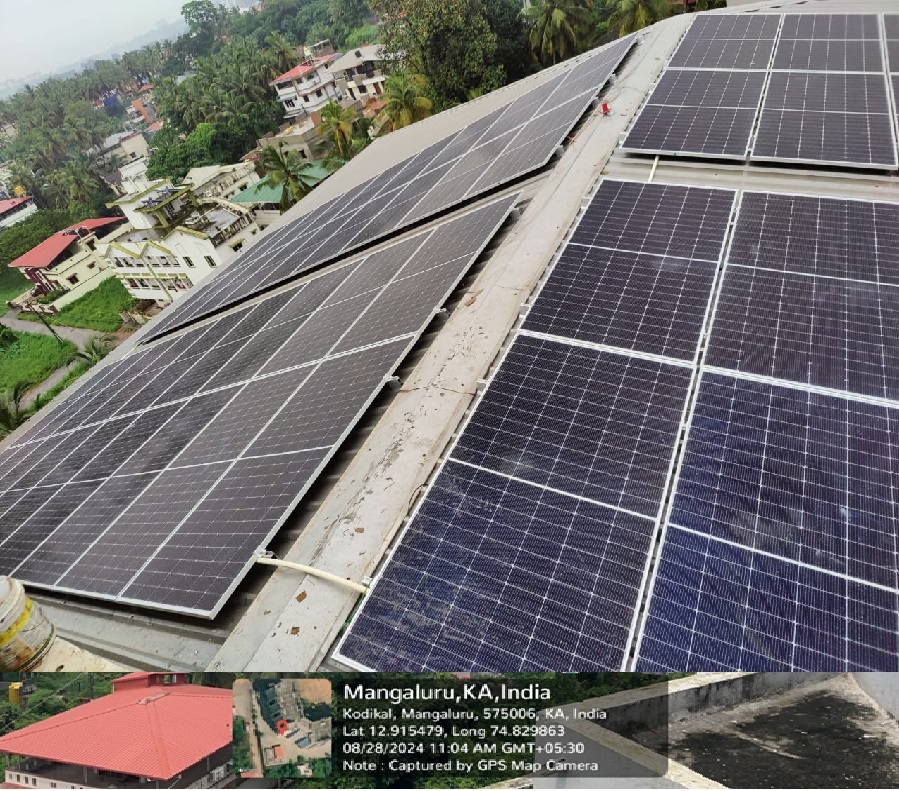 Mangaluru,KA,India
Kodikal, Mangaluru, 575006, KA, India
Lat 12.915479, Long 74.829863
08/28/2024 11:04 AM GMT+05:30
Note : Captured by GPS Map Camera